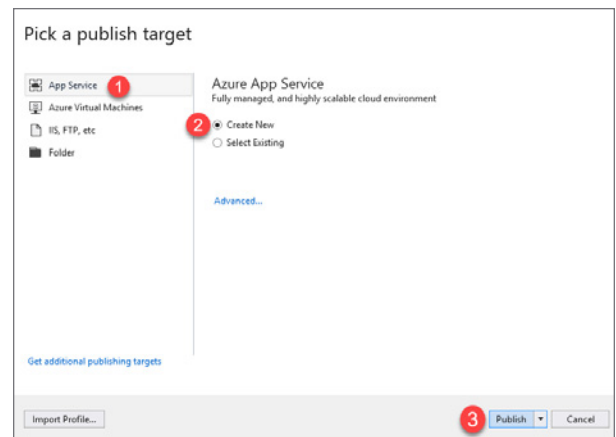 Pick a publish target
App Service 1
Azure Virtual Machines
IIS, FTP, etc
Folder
Get additional publishing targets
Azure App Service
Fully managed, and highly scalable cloud environment
2 Create New
Select Existing
Advanced...
Import Profile...
3 Publish Cancel